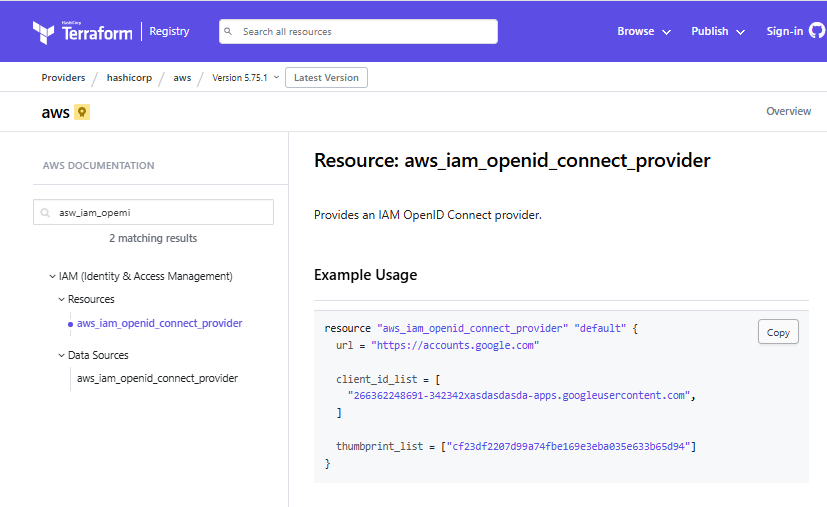 HashiCorp
Terraform
Registry
Search all resources
Browse
Publish
Sign-in
Providers / hashicorp / aws / Version 5.75.1
Latest Version
aws
Overview
AWS DOCUMENTATION
asw_iam_opemi
2 matching results
IAM (Identity & Access Management)
Resources
aws_iam_openid_connect_provider
Data Sources
aws_iam_openid_connect_provider
Resource: aws_iam_openid_connect_provider
Provides an IAM OpenID Connect provider.
Example Usage
Copy
resource "aws_iam_openid_connect_provider" "default" {
  url = "https://accounts.google.com"
  client_id_list = [
    "266362248691-342342xasdasdasda-apps.googleusercontent.com",
  ]
  thumbprint_list = ["cf23df2207d99a74fbe169e3eba035e633b65d94"]
}